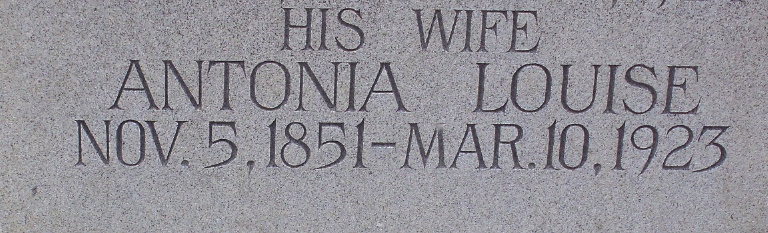 HIS WIFE
ANTONIA LOUISE
NOV. 5, 1851-MAR. 10, 1923